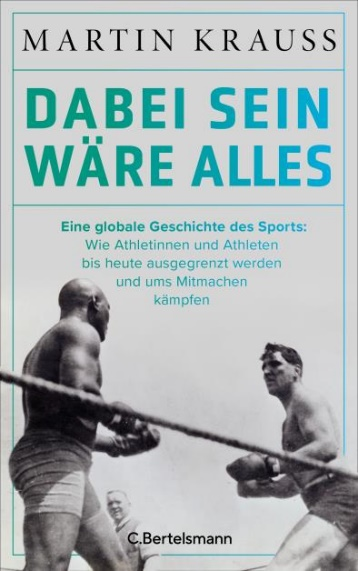 MARTIN KRAUSS
DABEI SEIN
WÄRE ALLES
Eine globale Geschichte des Sports:
Wie Athletinnen und Athleten
bis heute ausgegrenzt werden
und ums Mitmachen
kämpfen
C.Bertelsmann